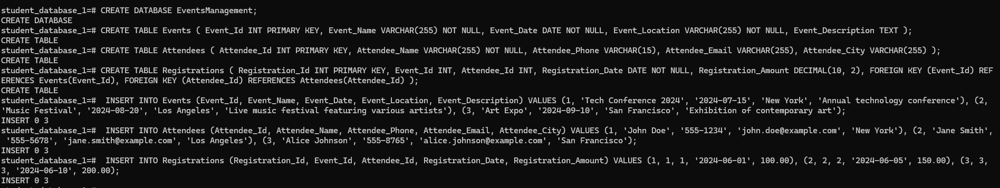 student_database_1=# CREATE DATABASE EventsManagement;
CREATE DATABASE
student_database_1=# CREATE TABLE Events ( Event_Id INT PRIMARY KEY, Event_Name VARCHAR(255) NOT NULL, Event_Date DATE NOT NULL, Event_Location VARCHAR(255) NOT NULL, Event_Description TEXT );
CREATE TABLE
student_database_1=# CREATE TABLE Attendees ( Attendee_Id INT PRIMARY KEY, Attendee_Name VARCHAR(255) NOT NULL, Attendee_Phone VARCHAR(15), Attendee_Email VARCHAR(255), Attendee_City VARCHAR(255) );
CREATE TABLE
student_database_1=# CREATE TABLE Registrations ( Registration_Id INT PRIMARY KEY, Event_Id INT, Attendee_Id INT, Registration_Date DATE NOT NULL, Registration_Amount DECIMAL(10, 2), FOREIGN KEY (Event_Id) REF
ERENCES Events(Event_Id), FOREIGN KEY (Attendee_Id) REFERENCES Attendees(Attendee_Id) );
CREATE TABLE
student_database_1=#  INSERT INTO Events (Event_Id, Event_Name, Event_Date, Event_Location, Event_Description) VALUES (1, 'Tech Conference 2024', '2024-07-15', 'New York', 'Annual technology conference'), (2,
'Music Festival', '2024-08-20', 'Los Angeles', 'Live music festival featuring various artists'), (3, 'Art Expo', '2024-09-10', 'San Francisco', 'Exhibition of contemporary art');
INSERT 0 3
student_database_1=#  INSERT INTO Attendees (Attendee_Id, Attendee_Name, Attendee_Phone, Attendee_Email, Attendee_City) VALUES (1, 'John Doe', '555-1234', 'john.doe@example.com', 'New York'), (2, 'Jane Smith',
 '555-5678', 'jane.smith@example.com', 'Los Angeles'), (3, 'Alice Johnson', '555-8765', 'alice.johnson@example.com', 'San Francisco');
INSERT 0 3
student_database_1=#  INSERT INTO Registrations (Registration_Id, Event_Id, Attendee_Id, Registration_Date, Registration_Amount) VALUES (1, 1, 1, '2024-06-01', 100.00), (2, 2, 2, '2024-06-05', 150.00), (3, 3,
3, '2024-06-10', 200.00);
INSERT 0 3